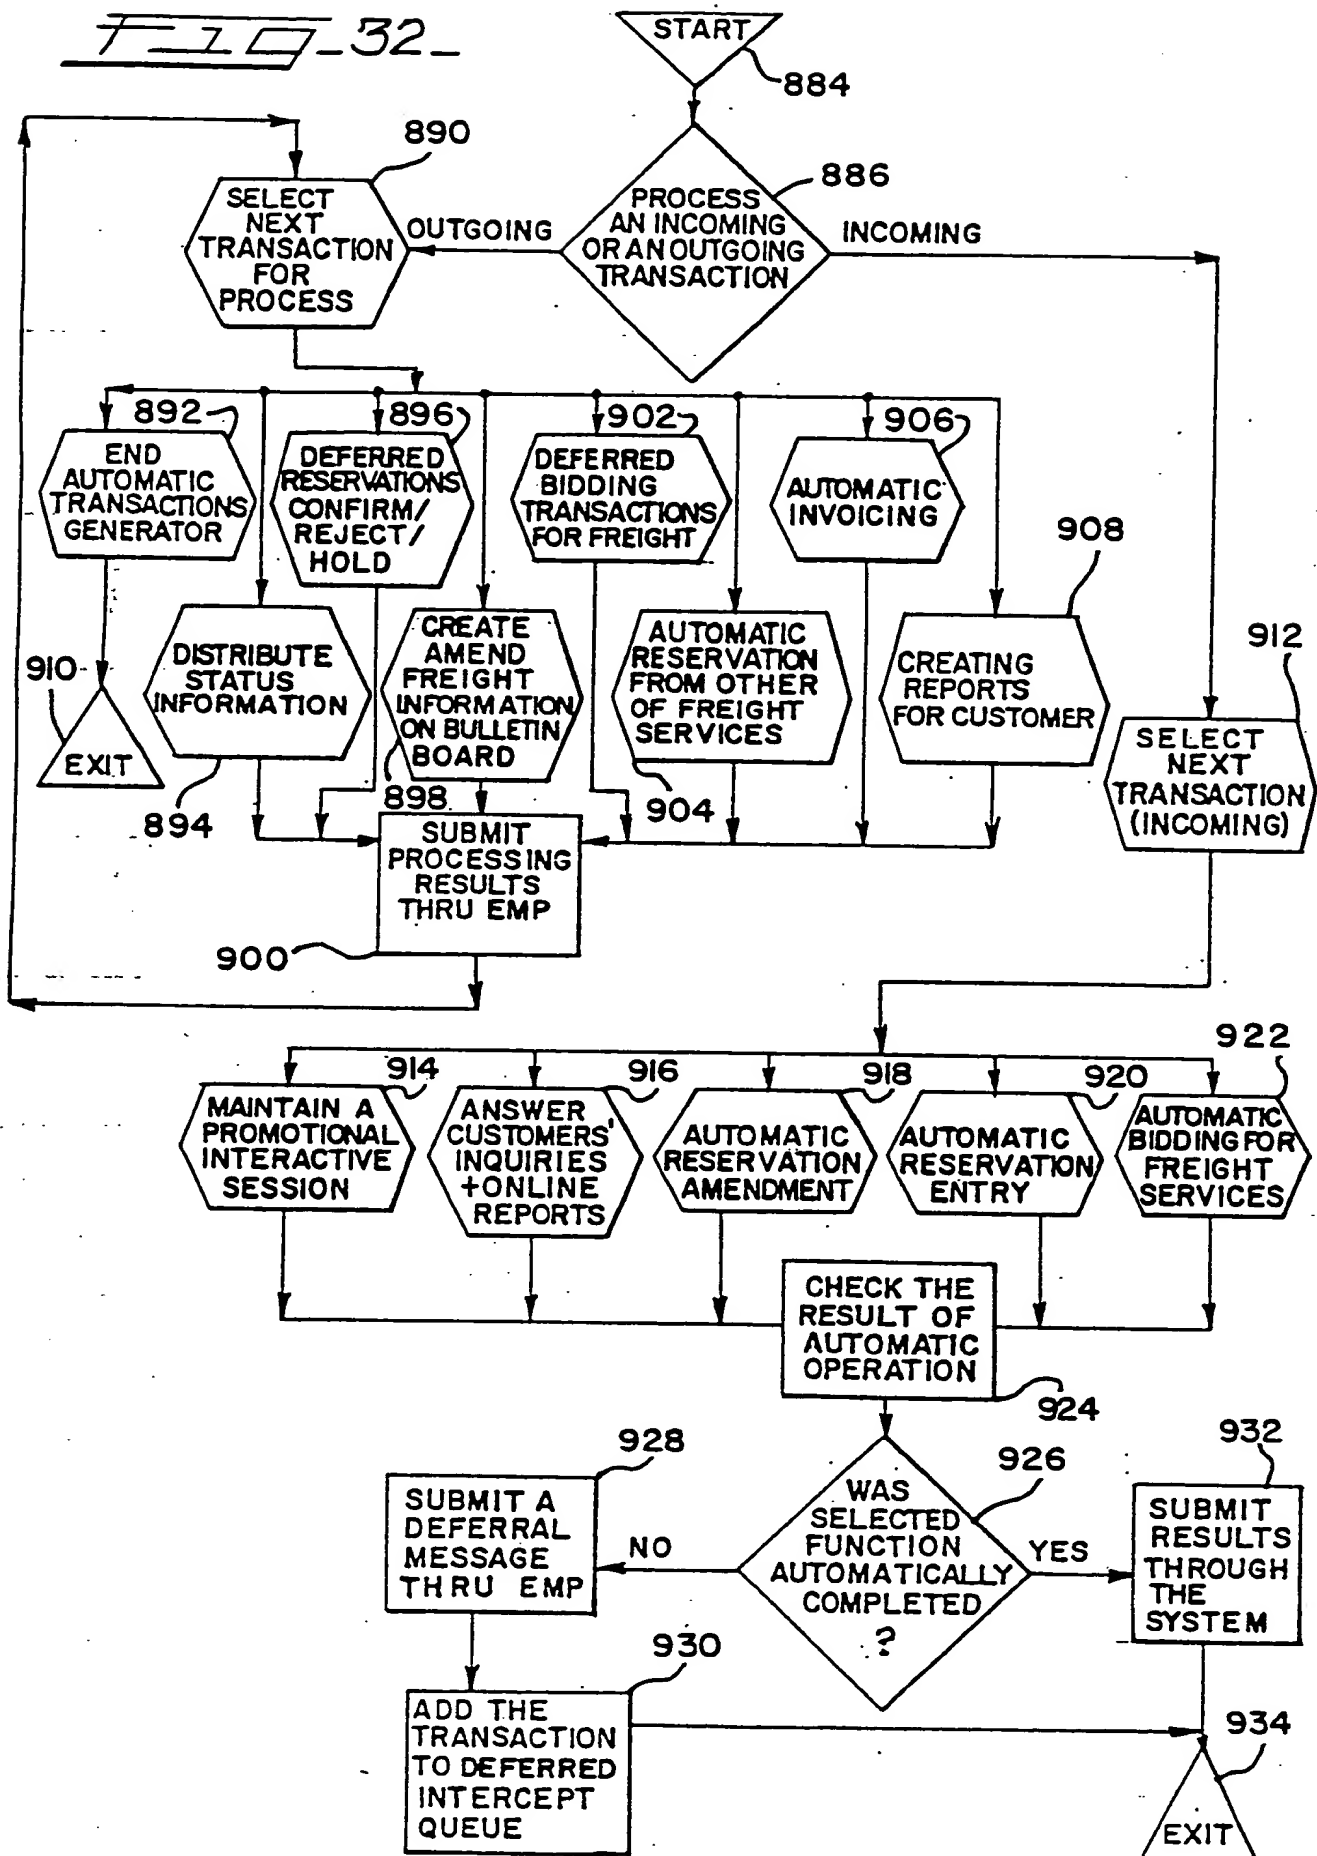 FIG_32_
START
884
886
PROCESS
AN INCOMING
OR AN OUTGOING
TRANSACTION
OUTGOING
INCOMING
890
SELECT
NEXT
TRANSACTION
FOR
PROCESS
892
END
AUTOMATIC
TRANSACTIONS
GENERATOR
896
DEFERRED
RESERVATIONS
CONFIRM/
REJECT/
HOLD
902
DEFERRED
BIDDING
TRANSACTIONS
FOR FREIGHT
906
AUTOMATIC
INVOICING
908
910
EXIT
DISTRIBUTE
STATUS
INFORMATION
894
CREATE
AMEND
FREIGHT
INFORMATION
ON BULLETIN
BOARD
898
AUTOMATIC
RESERVATION
FROM OTHER
OF FREIGHT
SERVICES
904
CREATING
REPORTS
FOR CUSTOMER
912
SELECT
NEXT
TRANSACTION
(INCOMING)
SUBMIT
PROCESSING
RESULTS
THRU EMP
900
914
MAINTAIN A
PROMOTIONAL
INTERACTIVE
SESSION
916
ANSWER
CUSTOMERS'
INQUIRIES
+ONLINE
REPORTS
918
AUTOMATIC
RESERVATION
AMENDMENT
920
AUTOMATIC
RESERVATION
ENTRY
922
AUTOMATIC
BIDDING FOR
FREIGHT
SERVICES
CHECK THE
RESULT OF
AUTOMATIC
OPERATION
924
926
WAS
SELECTED
FUNCTION
AUTOMATICALLY
COMPLETED
?
NO
YES
928
SUBMIT A
DEFERRAL
MESSAGE
THRU EMP
932
SUBMIT
RESULTS
THROUGH
THE
SYSTEM
930
ADD THE
TRANSACTION
TO DEFERRED
INTERCEPT
QUEUE
934
EXIT